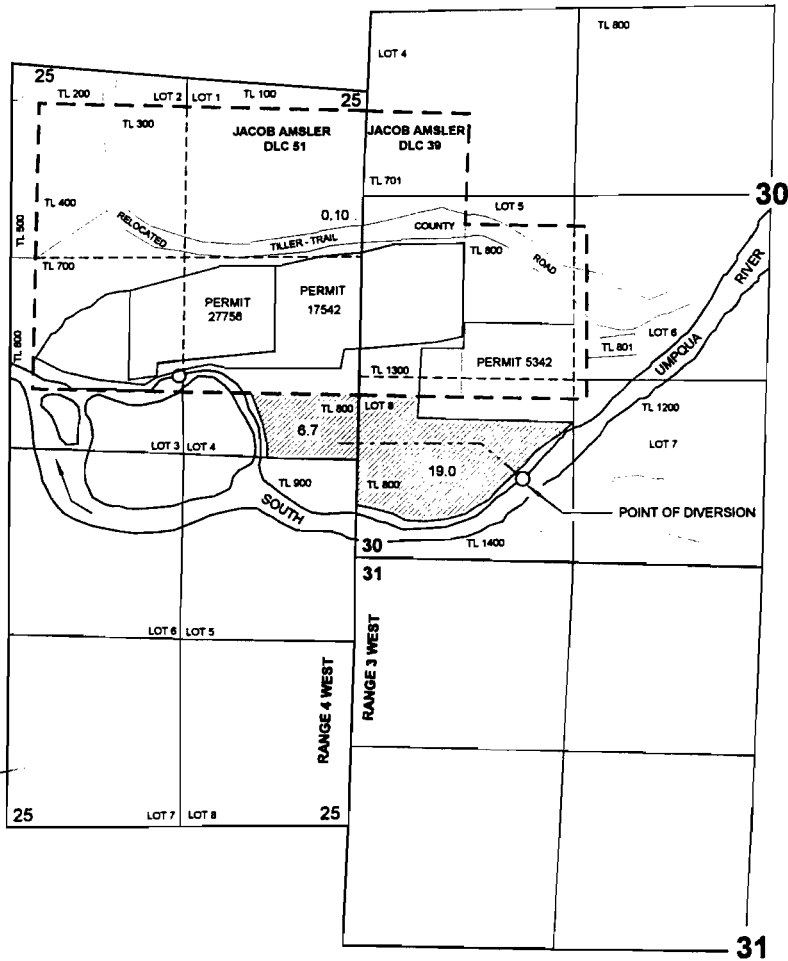 TL 800
LOT 4
25
TL 200
LOT 2
LOT 1
TL 100
25
TL 300
JACOB AMSLER
DLC 51
JACOB AMSLER
DLC 39
TL 701
30
TL 400
LOT 5
0.10
RELOCATED
TILLER - TRAIL
COUNTY
ROAD
TL 500
TL 700
TL 800
RIVER
PERMIT
27758
PERMIT
17542
LOT 6
UMPQUA
TL 600
TL 801
PERMIT 5342
TL 1300
TL 800
LOT 8
TL 1200
6.7
LOT 7
LOT 3
LOT 4
19.0
TL 900
TL 800
SOUTH
POINT OF DIVERSION
TL 1400
30
31
LOT 6
LOT 5
RANGE 4 WEST
RANGE 3 WEST
25
LOT 7
LOT 8
25
31